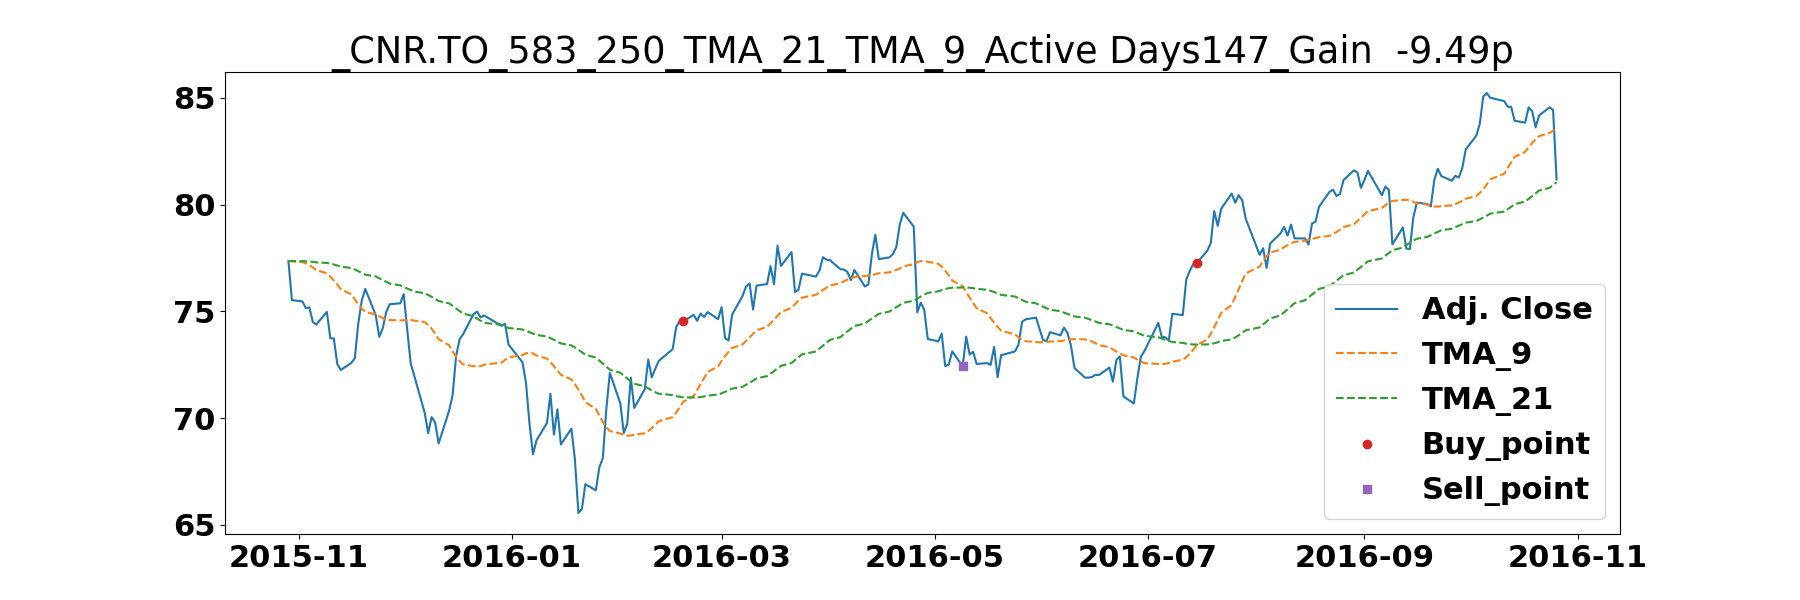 _CNR.TO_583_250_TMA_21_TMA_9_Active Days147_Gain  -9.49p
85
80
75
70
65
2015-11 2016-01 2016-03 2016-05 2016-07 2016-09 2016-11
Adj. Close
TMA_9
TMA_21
Buy_point
Sell_point